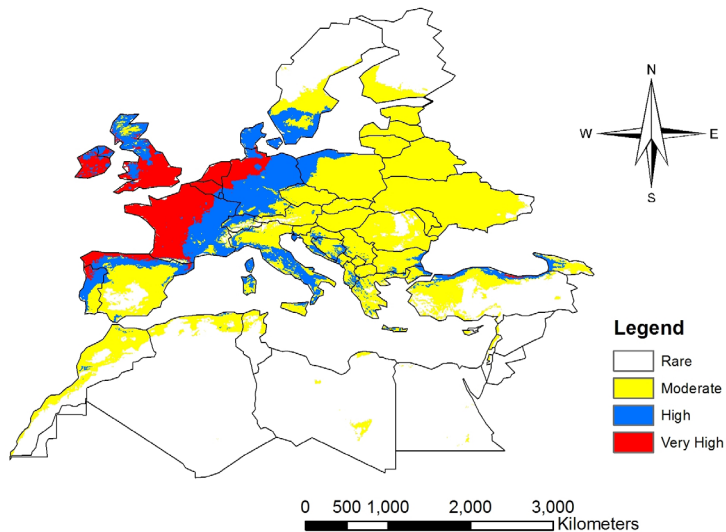 N
W
E
S
Legend
Rare
Moderate
High
Very High
0 500 1,000 2,000 3,000
Kilometers